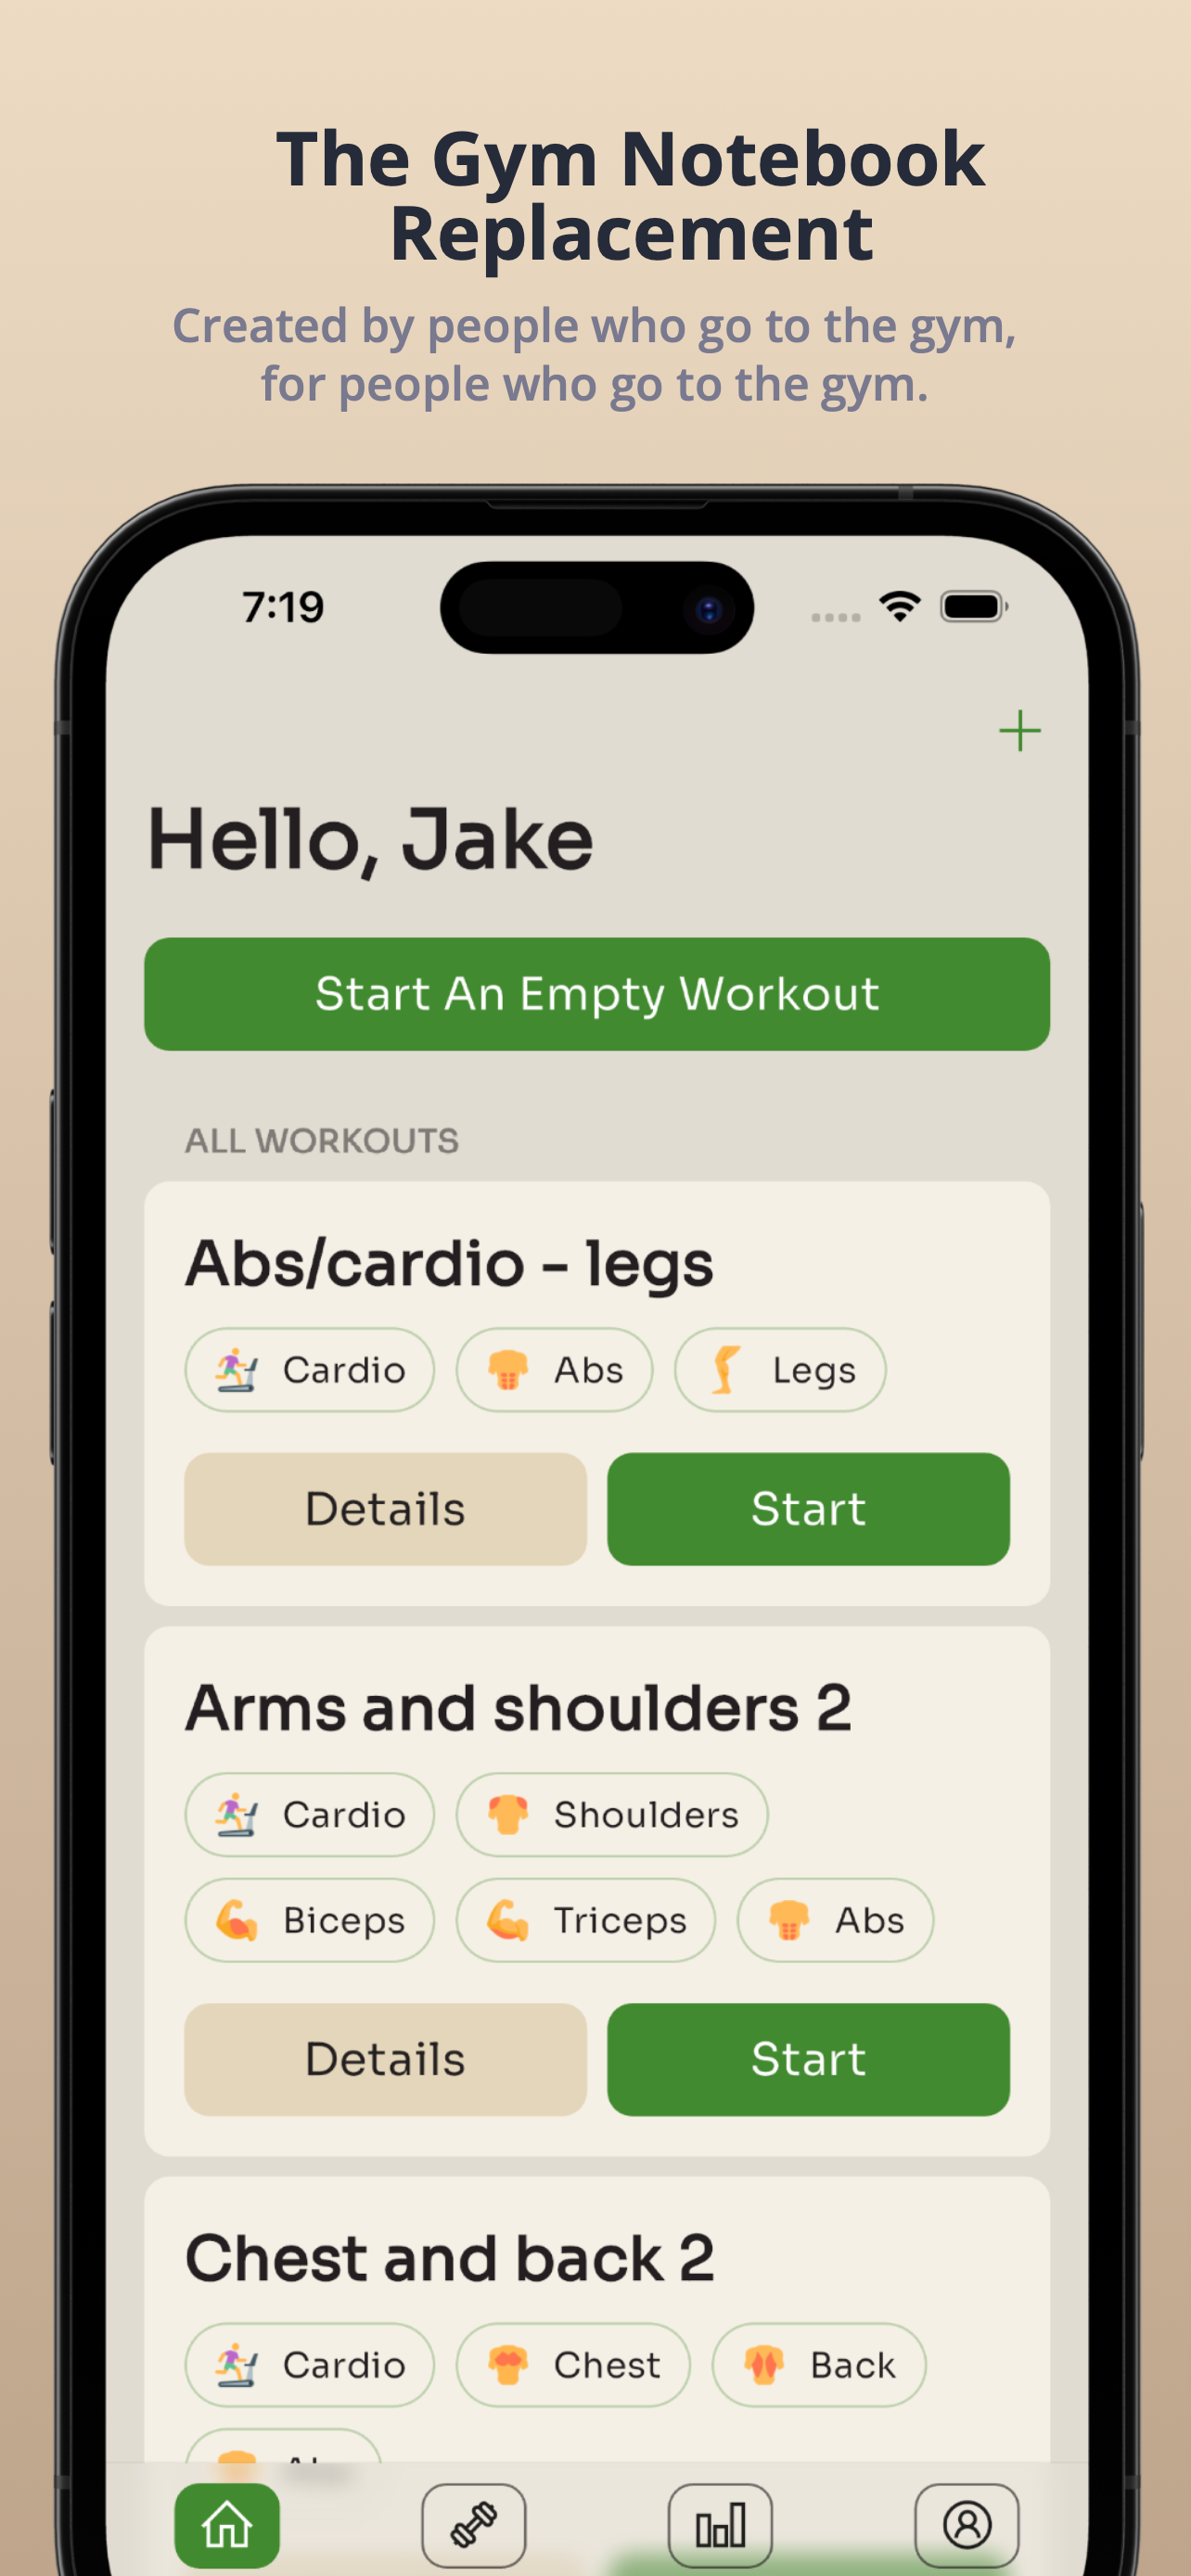 The Gym Notebook
Replacement
Created by people who go to the gym,
for people who go to the gym.
7:19
Hello, Jake
Start An Empty Workout
ALL WORKOUTS
Abs/cardio - legs
Cardio Abs Legs
Details Start
Arms and shoulders 2
Cardio Shoulders
Biceps Triceps Abs
Details Start
Chest and back 2
Cardio Chest Back